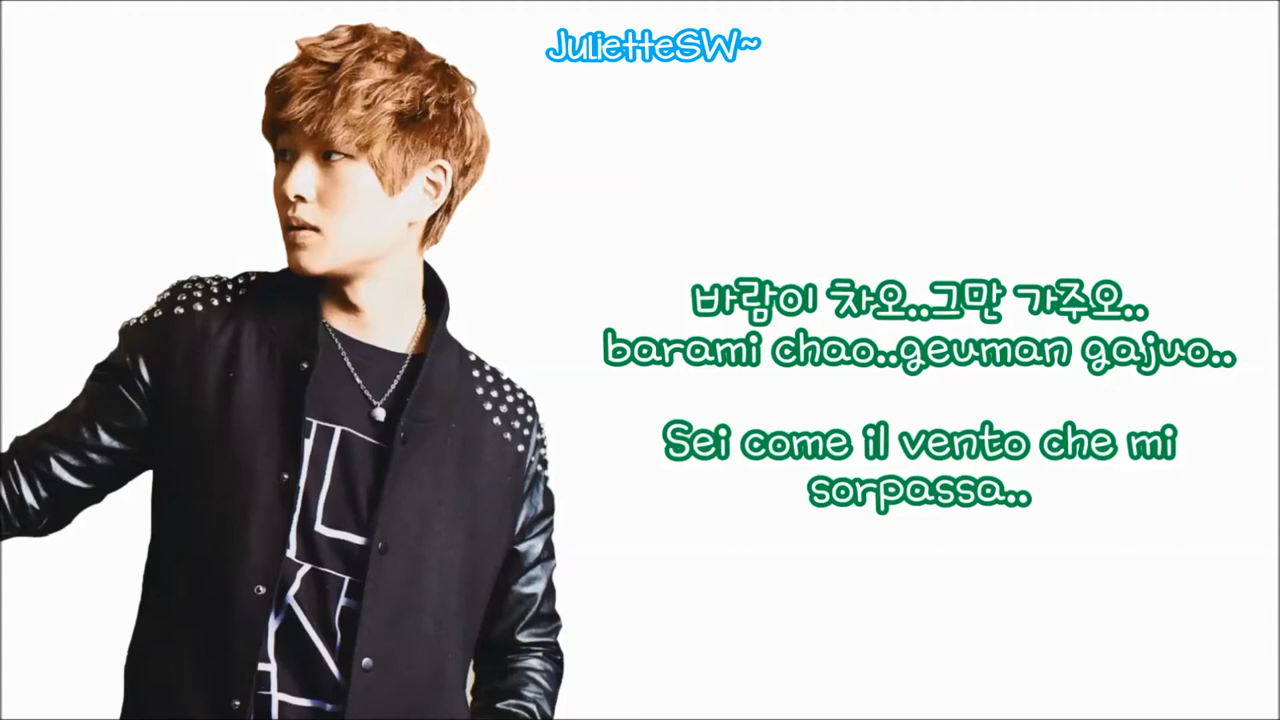 JulietteSW~
바람이 차오..그만 가주오..
barami chao..geuman gajuo..
Sei come il vento che mi
sorpassa..